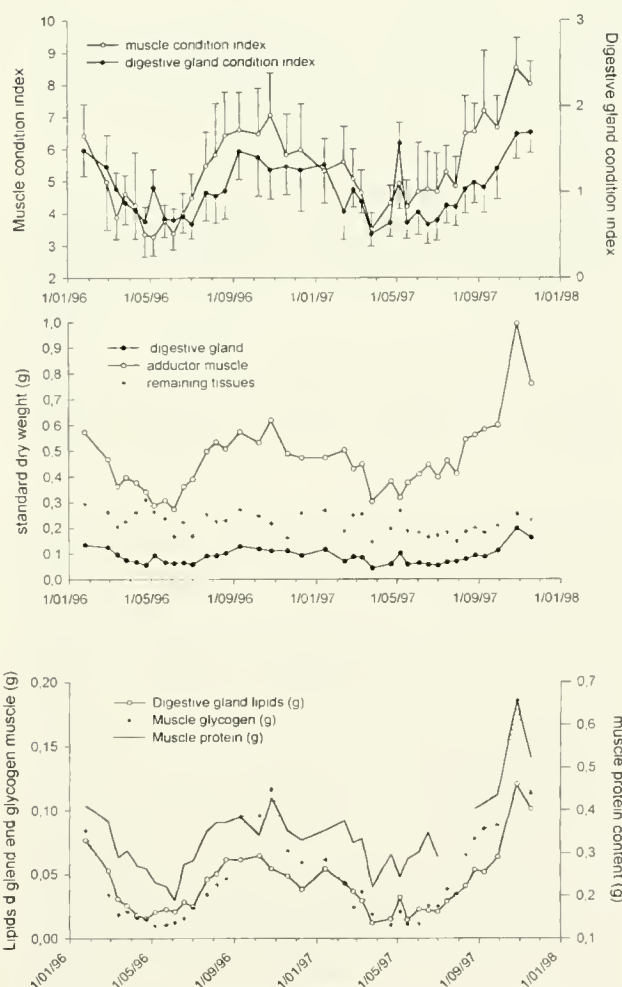 muscle condition index
digestive gland condition index
Muscle condition index
Digestive gland condition index
10
9
8
7
6
5
4
3
2
3
2
1
0
1/01/96 1/05/96 1/09/96 1/01/97 1/05/97 1/09/97 1/01/98
digestive gland
adductor muscle
remaining tissues
standard dry weight (g)
1,0
0,9
0,8
0,7
0,6
0,5
0,4
0,3
0,2
0,1
0,0
1/01/96 1/05/96 1/09/96 1/01/97 1/05/97 1/09/97 1/01/98
Digestive gland lipids (g)
Muscle glycogen (g)
Muscle protein (g)
Lipids d gland and glycogen muscle (g)
muscle protein content (g)
0,20
0,15
0,10
0,05
0,00
0,7
0,6
0,5
0,4
0,3
0,2
0,1
1/01/96 1/05/96 1/09/96 1/01/97 1/05/97 1/09/97 1/01/98